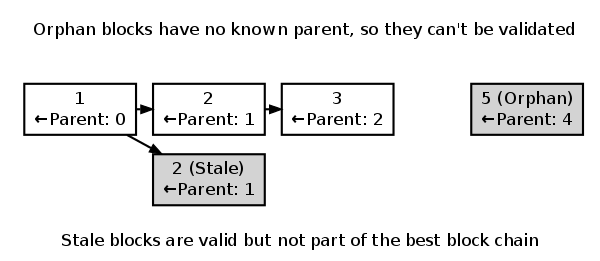 Orphan blocks have no known parent, so they can't be validated
1
←Parent: 0
2
←Parent: 1
3
←Parent: 2
5 (Orphan)
←Parent: 4
2 (Stale)
←Parent: 1
Stale blocks are valid but not part of the best block chain